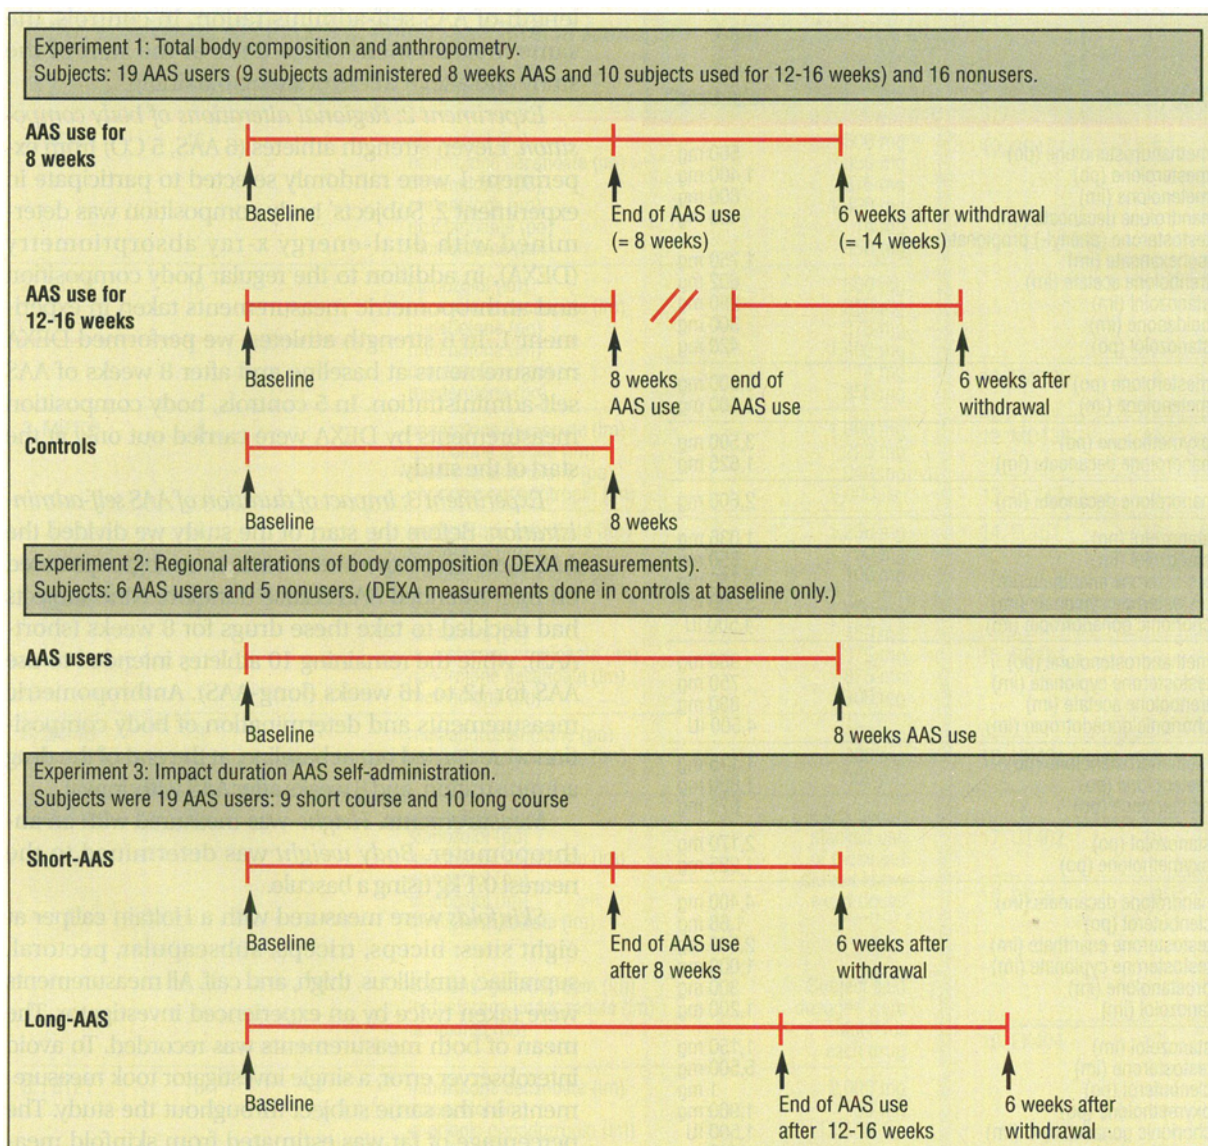 Experiment 1: Total body composition and anthropometry.
Subjects: 19 AAS users (9 subjects administered 8 weeks AAS and 10 subjects used for 12-16 weeks) and 16 nonusers.
AAS use for
8 weeks
Baseline
End of AAS use
(= 8 weeks)
6 weeks after withdrawal
(= 14 weeks)
AAS use for
12-16 weeks
Baseline
8 weeks
AAS use
end of
AAS use
6 weeks after
withdrawal
Controls
Baseline
8 weeks
Experiment 2: Regional alterations of body composition (DEXA measurements).
Subjects: 6 AAS users and 5 nonusers. (DEXA measurements done in controls at baseline only.)
AAS users
Baseline
8 weeks AAS use
Experiment 3: Impact duration AAS self-administration.
Subjects were 19 AAS users: 9 short course and 10 long course
Short-AAS
Baseline
End of AAS use
after 8 weeks
6 weeks after
withdrawal
Long-AAS
Baseline
End of AAS use
after 12-16 weeks
6 weeks after
withdrawal